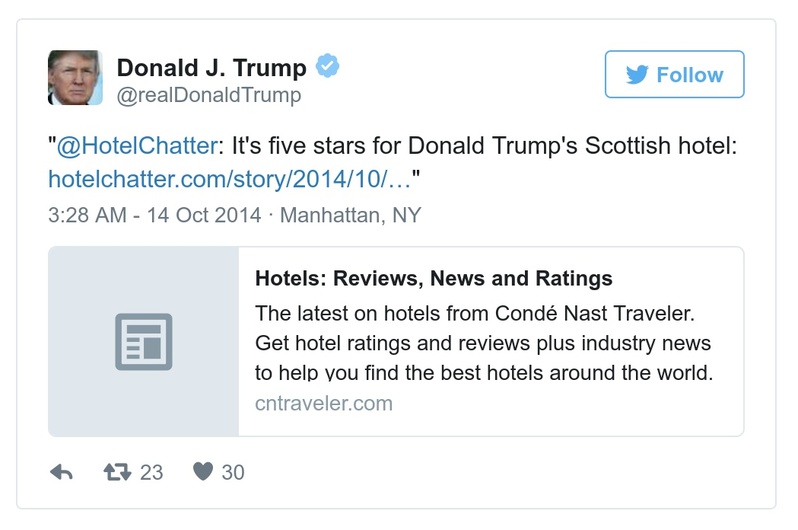 Donald J. Trump
@realDonaldTrump
Follow
"@HotelChatter: It's five stars for Donald Trump's Scottish hotel:
hotelchatter.com/story/2014/10/…"
3:28 AM - 14 Oct 2014 · Manhattan, NY
Hotels: Reviews, News and Ratings
The latest on hotels from Condé Nast Traveler.
Get hotel ratings and reviews plus industry news
to help you find the best hotels around the world.
cntraveler.com
23
30